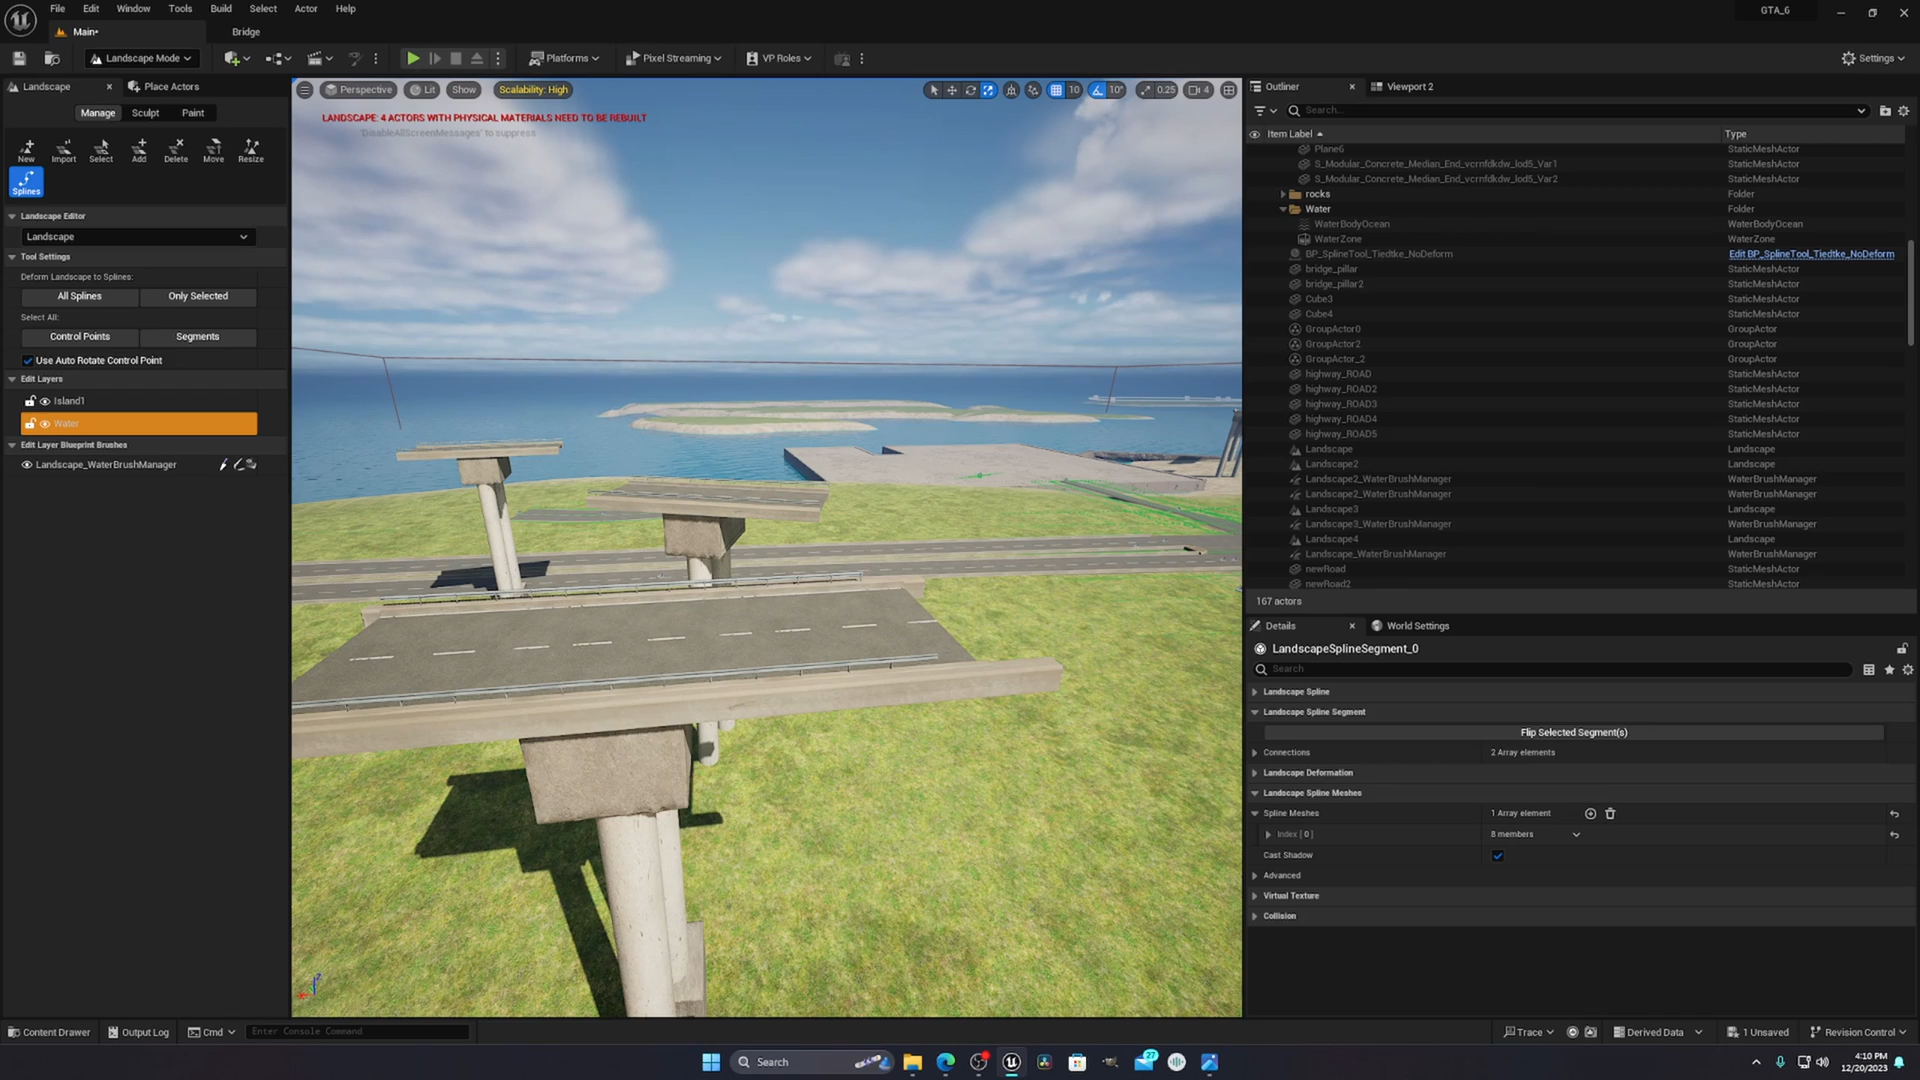 File Edit Window Tools Build Select Actor Help
GTA_6
Main•
Bridge
Landscape Mode
Platforms
Pixel Streaming
VP Roles
Settings
Landscape
Place Actors
Manage
Sculpt
Paint
New
Import
Select
Add
Delete
Move
Resize
Splines
Landscape Editor
Landscape
Tool Settings
Deform Landscape to Splines:
All Splines
Only Selected
Select All:
Control Points
Segments
Use Auto Rotate Control Point
Edit Layers
Island1
Water
Edit Layer Blueprint Brushes
Landscape_WaterBrushManager
Perspective
Lit
Show
Scalability: High
10
10°
0.25
4
LANDSCAPE: 4 ACTORS WITH PHYSICAL MATERIALS NEED TO BE REBUILT
'DisableAllScreenMessages' to suppress
Outliner
Viewport 2
Search...
Item Label
Type
Plane6 StaticMeshActor
S_Modular_Concrete_Median_End_vcrnfdkdw_lod5_Var1 StaticMeshActor
S_Modular_Concrete_Median_End_vcrnfdkdw_lod5_Var2 StaticMeshActor
rocks Folder
Water Folder
WaterBodyOcean WaterBodyOcean
WaterZone WaterZone
BP_SplineTool_Tiedtke_NoDeform Edit BP_SplineTool_Tiedtke_NoDeform
bridge_pillar StaticMeshActor
bridge_pillar2 StaticMeshActor
Cube3 StaticMeshActor
Cube4 StaticMeshActor
GroupActor0 GroupActor
GroupActor2 GroupActor
GroupActor_2 GroupActor
highway_ROAD StaticMeshActor
highway_ROAD2 StaticMeshActor
highway_ROAD3 StaticMeshActor
highway_ROAD4 StaticMeshActor
highway_ROAD5 StaticMeshActor
Landscape Landscape
Landscape2 Landscape
Landscape2_WaterBrushManager WaterBrushManager
Landscape2_WaterBrushManager WaterBrushManager
Landscape3 Landscape
Landscape3_WaterBrushManager WaterBrushManager
Landscape4 Landscape
Landscape_WaterBrushManager WaterBrushManager
newRoad StaticMeshActor
newRoad2 StaticMeshActor
167 actors
Details
World Settings
LandscapeSplineSegment_0
Search
Landscape Spline
Landscape Spline Segment
Flip Selected Segment(s)
Connections 2 Array elements
Landscape Deformation
Landscape Spline Meshes
Spline Meshes 1 Array element
Index [ 0 ] 8 members
Cast Shadow
Advanced
Virtual Texture
Collision
Content Drawer
Output Log
Cmd
Enter Console Command
Trace
Derived Data
1 Unsaved
Revision Control
Search
27
4:10 PM
12/20/2023